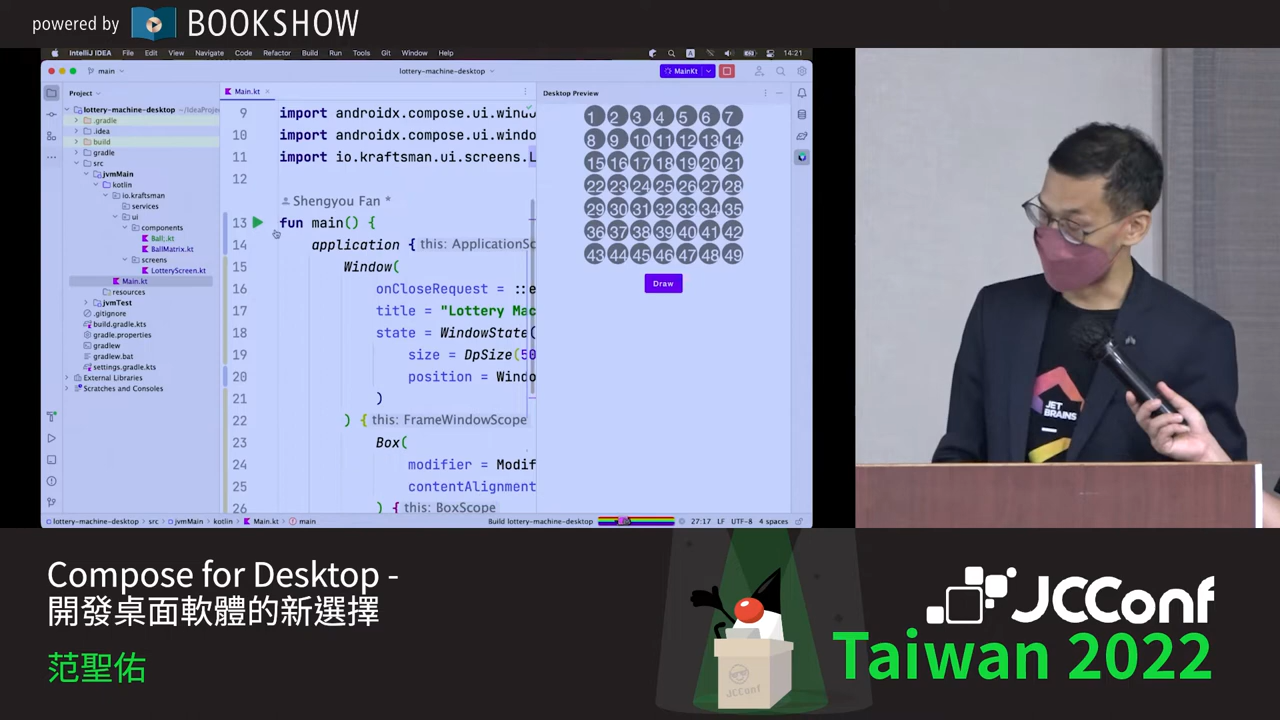 powered by BOOKSHOW
IntelliJ IDEA File Edit View Navigate Code Refactor Build Run Tools Git Window Help 14:21
main lottery-machine-desktop MainKt
Project
Main.kt
Desktop Preview
lottery-machine-desktop ~/IdeaProjec
.gradle
.idea
build
gradle
src
jvmMain
kotlin
io.kraftsman
services
ui
components
Ball.kt
BallMatrix.kt
screens
LotteryScreen.kt
Main.kt
resources
jvmTest
.gitignore
build.gradle.kts
gradle.properties
gradlew
gradlew.bat
settings.gradle.kts
External Libraries
Scratches and Consoles
9 import androidx.compose.ui.window
10 import androidx.compose.ui.windo
11 import io.kraftsman.ui.screens.L
12
Shengyou Fan *
13 fun main() {
14 application { this: ApplicationSc
15 Window(
16 onCloseRequest = ::e
17 title = "Lottery Mac
18 state = WindowState(
19 size = DpSize(50
20 position = Windo
21 )
22 ) { this: FrameWindowScope
23 Box(
24 modifier = Modif
25 contentAlignment
26 ) { this: BoxScope
1 2 3 4 5 6 7
8 9 10 11 12 13 14
15 16 17 18 19 20 21
22 23 24 25 26 27 28
29 30 31 32 33 34 35
36 37 38 39 40 41 42
43 44 45 46 47 48 49
Draw
lottery-machine-desktop > src > jvmMain > kotlin > Main.kt > main Build lottery-machine-desktop 27:17 LF UTF-8 4 spaces
JET
BRAINS
Compose for Desktop -
開發桌面軟體的新選擇
范聖佑
JCConf
JCConf
Taiwan 2022